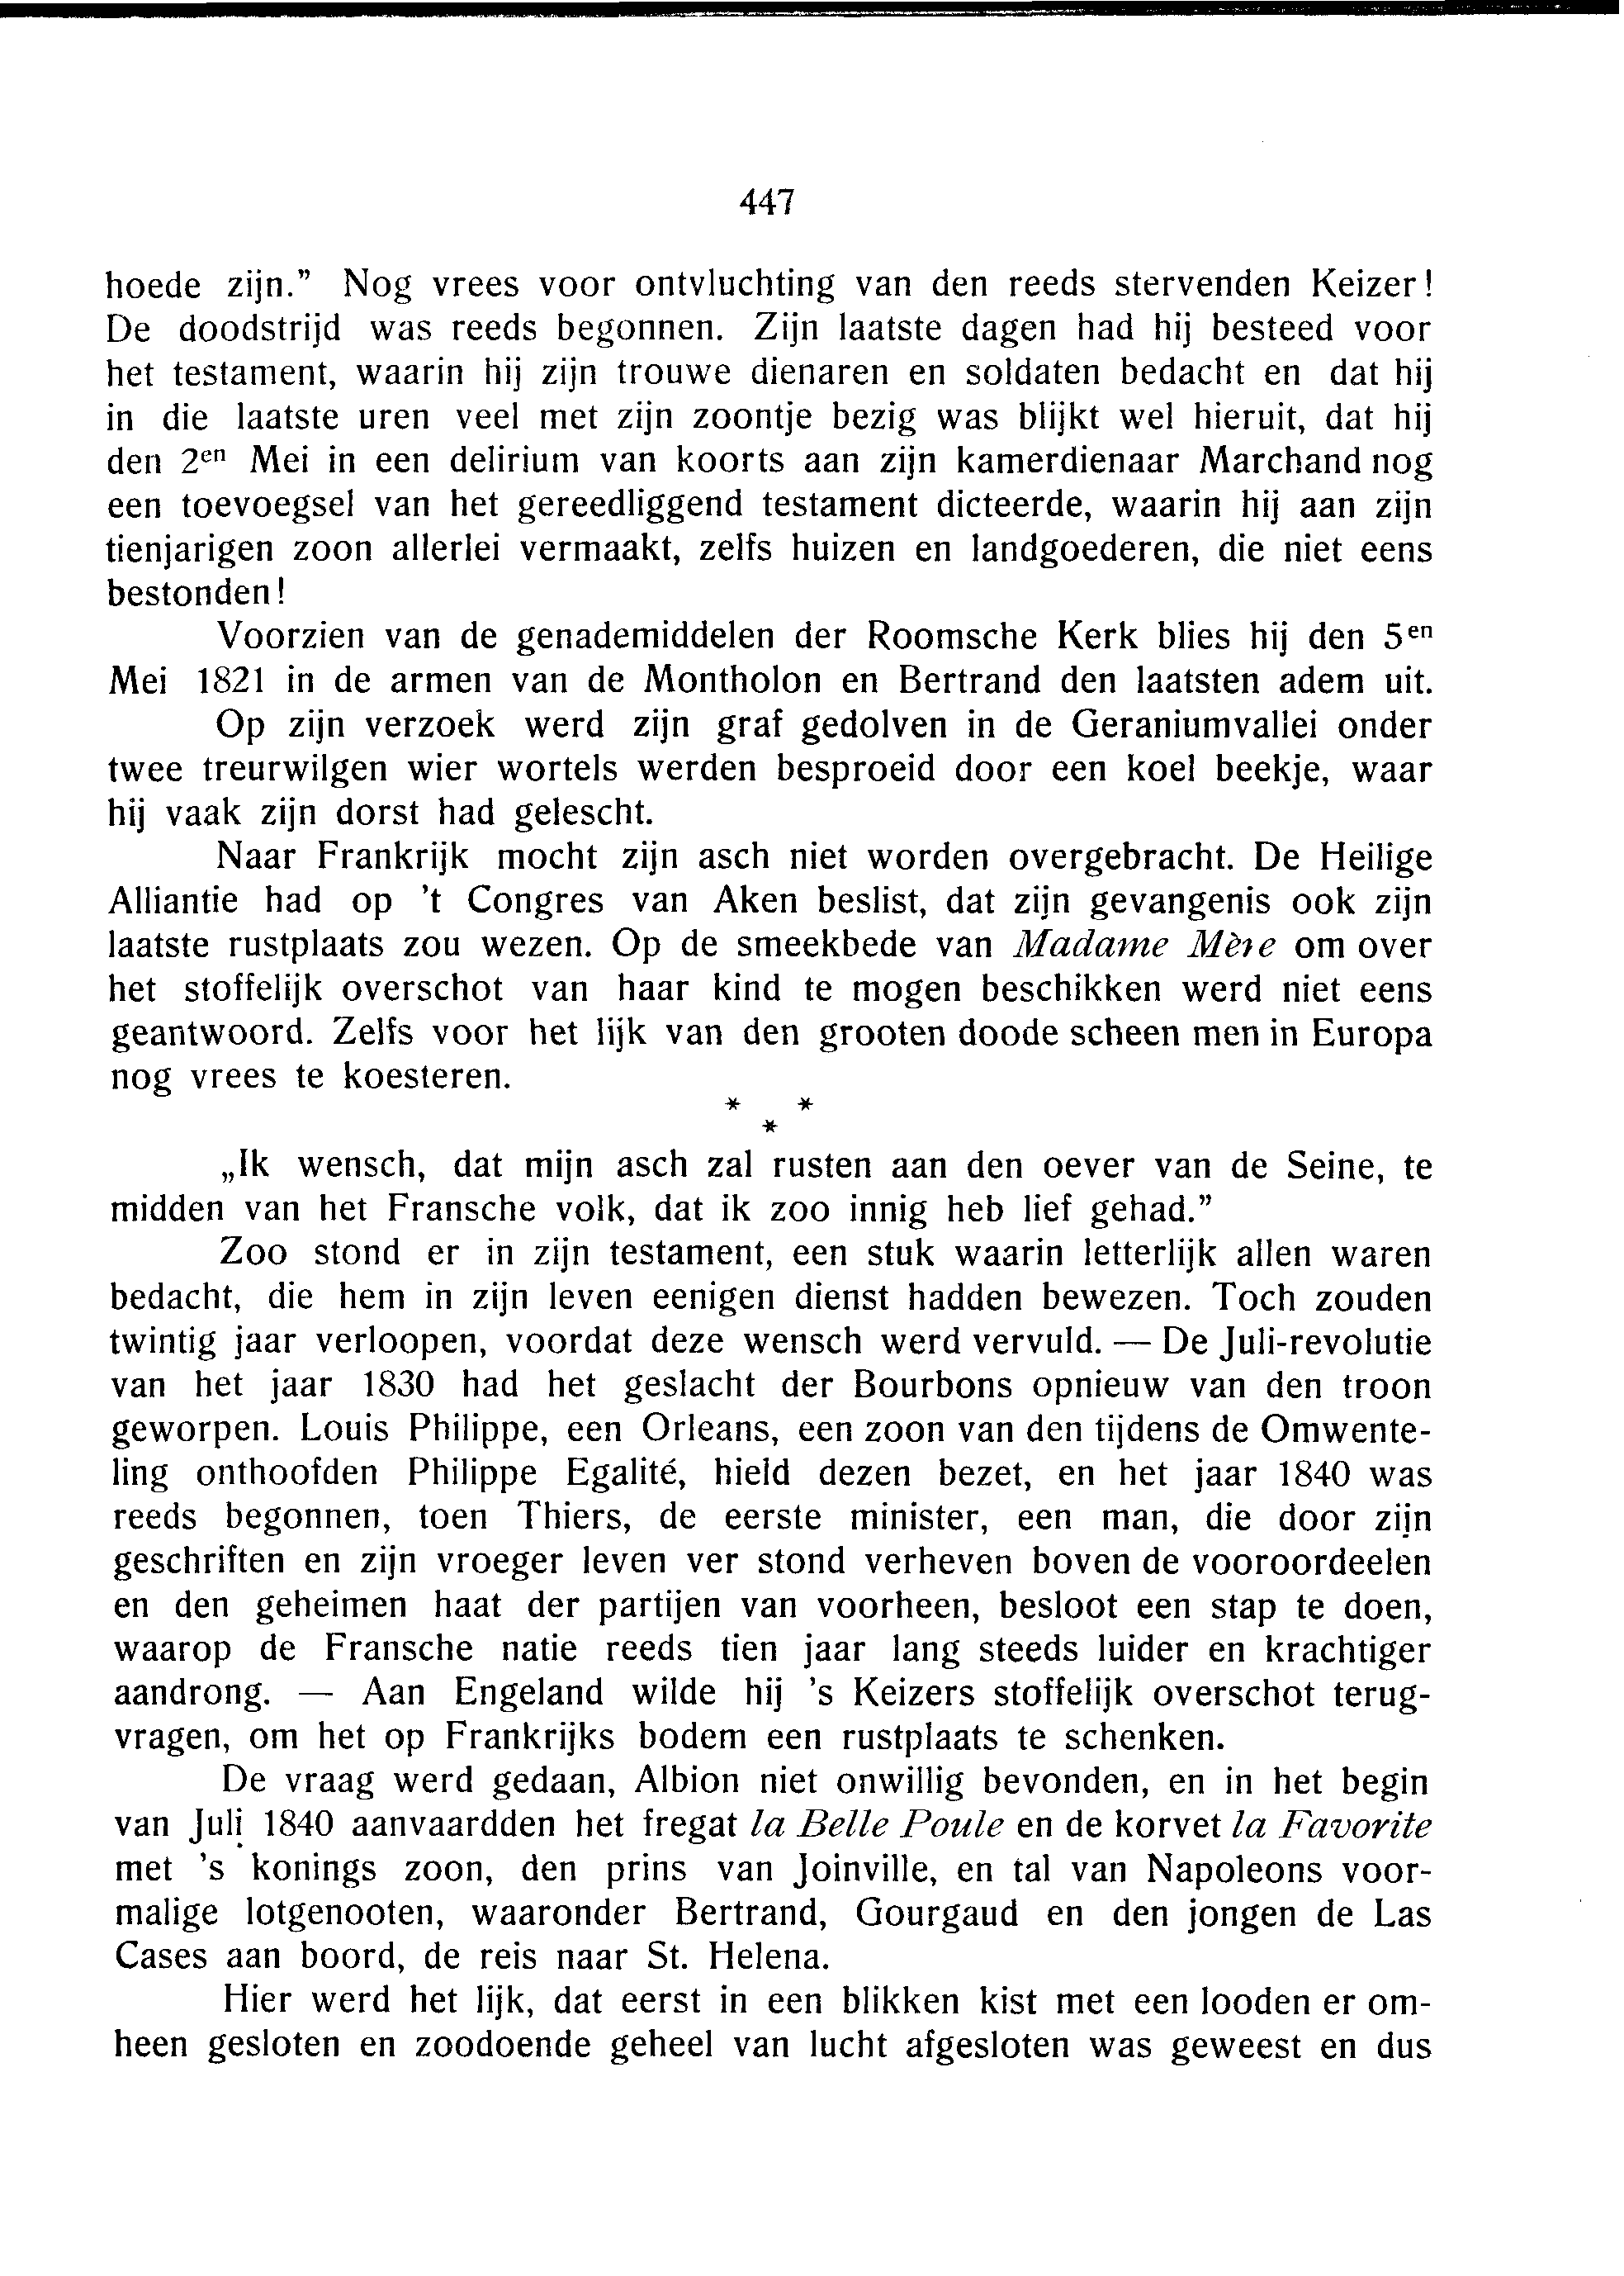 447
hoede zijn.” Nog vrees voor ontvluchting van den reeds stervenden Keizer!
De doodstrijd was reeds begonnen. Zijn laatste dagen had hij besteed voor
het testament, waarin hij zijn trouwe dienaren en soldaten bedacht en dat hij
in die laatste uren veel met zijn zoontje bezig was blijkt wel hieruit, dat hij
den 2en Mei in een delirium van koorts aan zijn kamerdienaar Marchand nog
een toevoegsel van het gereedliggend testament dicteerde, waarin hij aan zijn
tienjarigen zoon allerlei vermaakt, zelfs huizen en landgoederen, die niet eens
bestonden!
Voorzien van de genademiddelen der Roomsche Kerk blies hij den 5en
Mei 1821 in de armen van de Montholon en Bertrand den laatsten adem uit.
Op zijn verzoek werd zijn graf gedolven in de Geraniumvallei onder
twee treurwilgen wier wortels werden besproeid door een koel beekje, waar
hij vaak zijn dorst had gelescht.
Naar Frankrijk mocht zijn asch niet worden overgebracht. De Heilige
Alliantie had op 't Congres van Aken beslist, dat zijn gevangenis ook zijn
laatste rustplaats zou wezen. Op de smeekbede van Madame Mère om over
het stoffelijk overschot van haar kind te mogen beschikken werd niet eens
geantwoord. Zelfs voor het lijk van den grooten doode scheen men in Europa
nog vrees te koesteren.
* *
*
„Ik wensch, dat mijn asch zal rusten aan den oever van de Seine, te
midden van het Fransche volk, dat ik zoo innig heb lief gehad.”
Zoo stond er in zijn testament, een stuk waarin letterlijk allen waren
bedacht, die hem in zijn leven eenigen dienst hadden bewezen. Toch zouden
twintig jaar verloopen, voordat deze wensch werd vervuld. — De Juli-revolutie
van het jaar 1830 had het geslacht der Bourbons opnieuw van den troon
geworpen. Louis Philippe, een Orleans, een zoon van den tijdens de Omwente-
ling onthoofden Philippe Egalité, hield dezen bezet, en het jaar 1840 was
reeds begonnen, toen Thiers, de eerste minister, een man, die door zijn
geschriften en zijn vroeger leven ver stond verheven boven de vooroordeelen
en den geheimen haat der partijen van voorheen, besloot een stap te doen,
waarop de Fransche natie reeds tien jaar lang steeds luider en krachtiger
aandrong. — Aan Engeland wilde hij 's Keizers stoffelijk overschot terug-
vragen, om het op Frankrijks bodem een rustplaats te schenken.
De vraag werd gedaan, Albion niet onwillig bevonden, en in het begin
van Juli 1840 aanvaardden het fregat la Belle Poule en de korvet la Favorite
met 's konings zoon, den prins van Joinville, en tal van Napoleons voor-
malige lotgenooten, waaronder Bertrand, Gourgaud en den jongen de Las
Cases aan boord, de reis naar St. Helena.
Hier werd het lijk, dat eerst in een blikken kist met een looden er om-
heen gesloten en zoodoende geheel van lucht afgesloten was geweest en dus